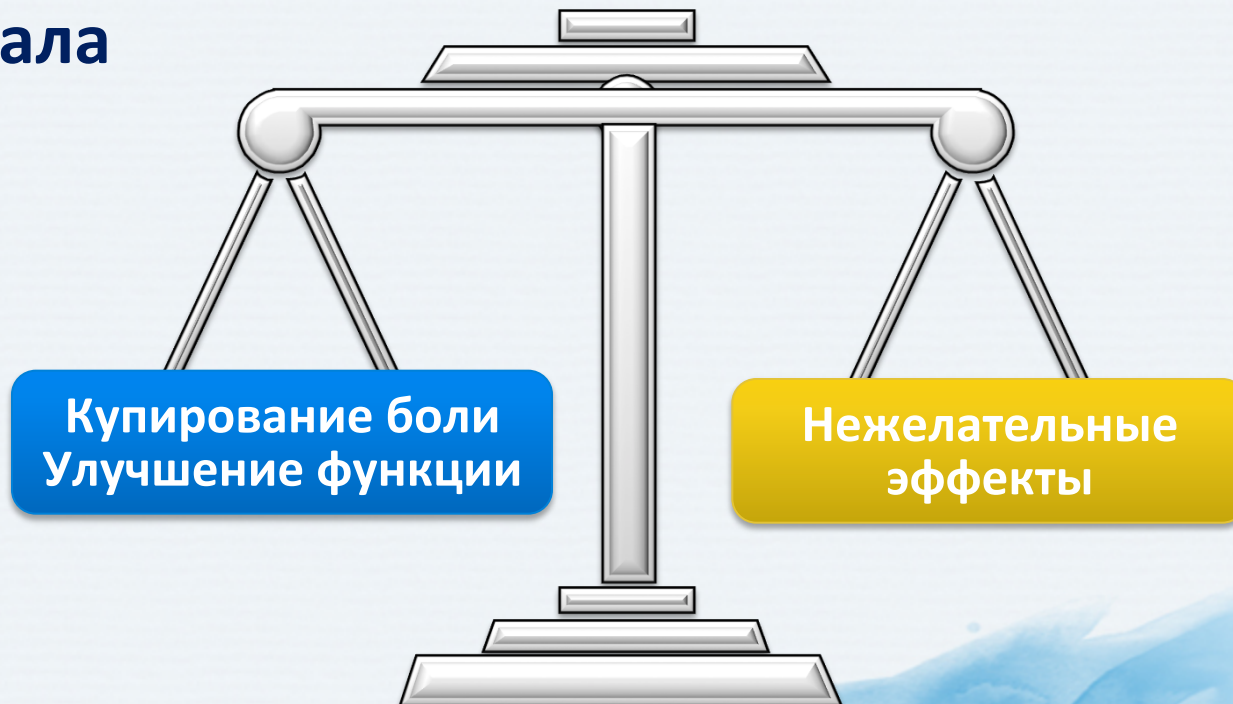 ала
Купирование боли
Улучшение функции
Нежелательные
эффекты